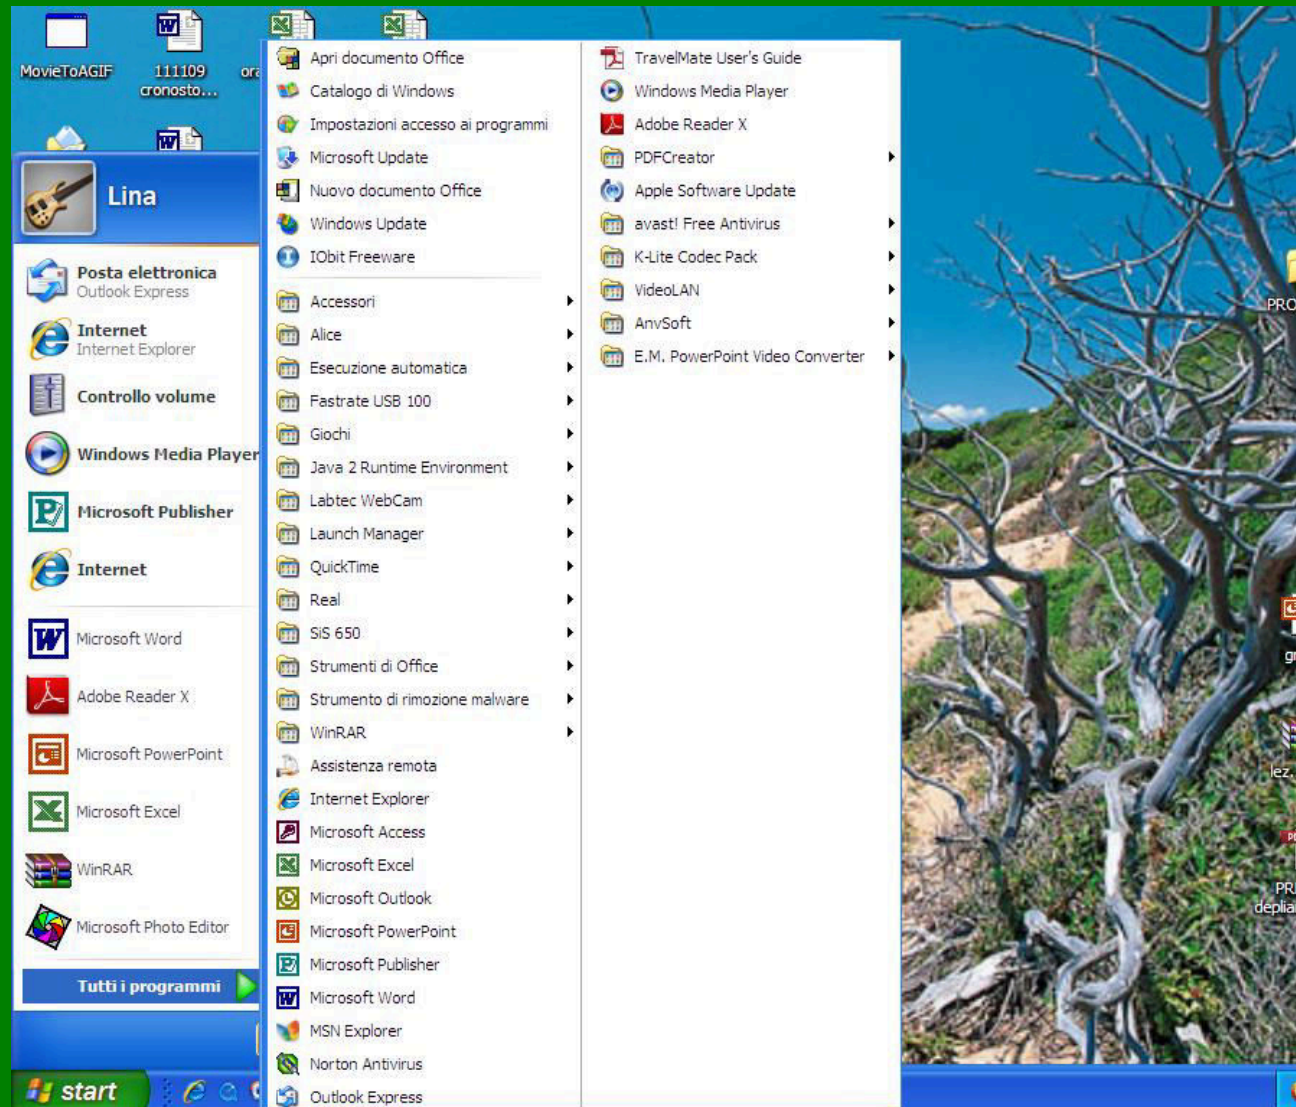 MovieToAGIF
111109
cronosto...
ora
Lina
Posta elettronica
Outlook Express
Internet
Internet Explorer
Controllo volume
Windows Media Player
Microsoft Publisher
Internet
Microsoft Word
Adobe Reader X
Microsoft PowerPoint
Microsoft Excel
WinRAR
Microsoft Photo Editor
Tutti i programmi
start
Apri documento Office
Catalogo di Windows
Impostazioni accesso ai programmi
Microsoft Update
Nuovo documento Office
Windows Update
IObit Freeware
Accessori
Alice
Esecuzione automatica
Fastrate USB 100
Giochi
Java 2 Runtime Environment
Labtec WebCam
Launch Manager
QuickTime
Real
SiS 650
Strumenti di Office
Strumento di rimozione malware
WinRAR
Assistenza remota
Internet Explorer
Microsoft Access
Microsoft Excel
Microsoft Outlook
Microsoft PowerPoint
Microsoft Publisher
Microsoft Word
MSN Explorer
Norton Antivirus
Outlook Express
TravelMate User's Guide
Windows Media Player
Adobe Reader X
PDFCreator
Apple Software Update
avast! Free Antivirus
K-Lite Codec Pack
VideoLAN
AnvSoft
E.M. PowerPoint Video Converter
PRO
lez.
deplia